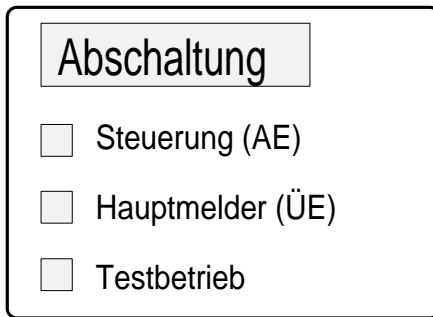 Abschaltung
Steuerung (AE)
Hauptmelder (ÜE)
Testbetrieb